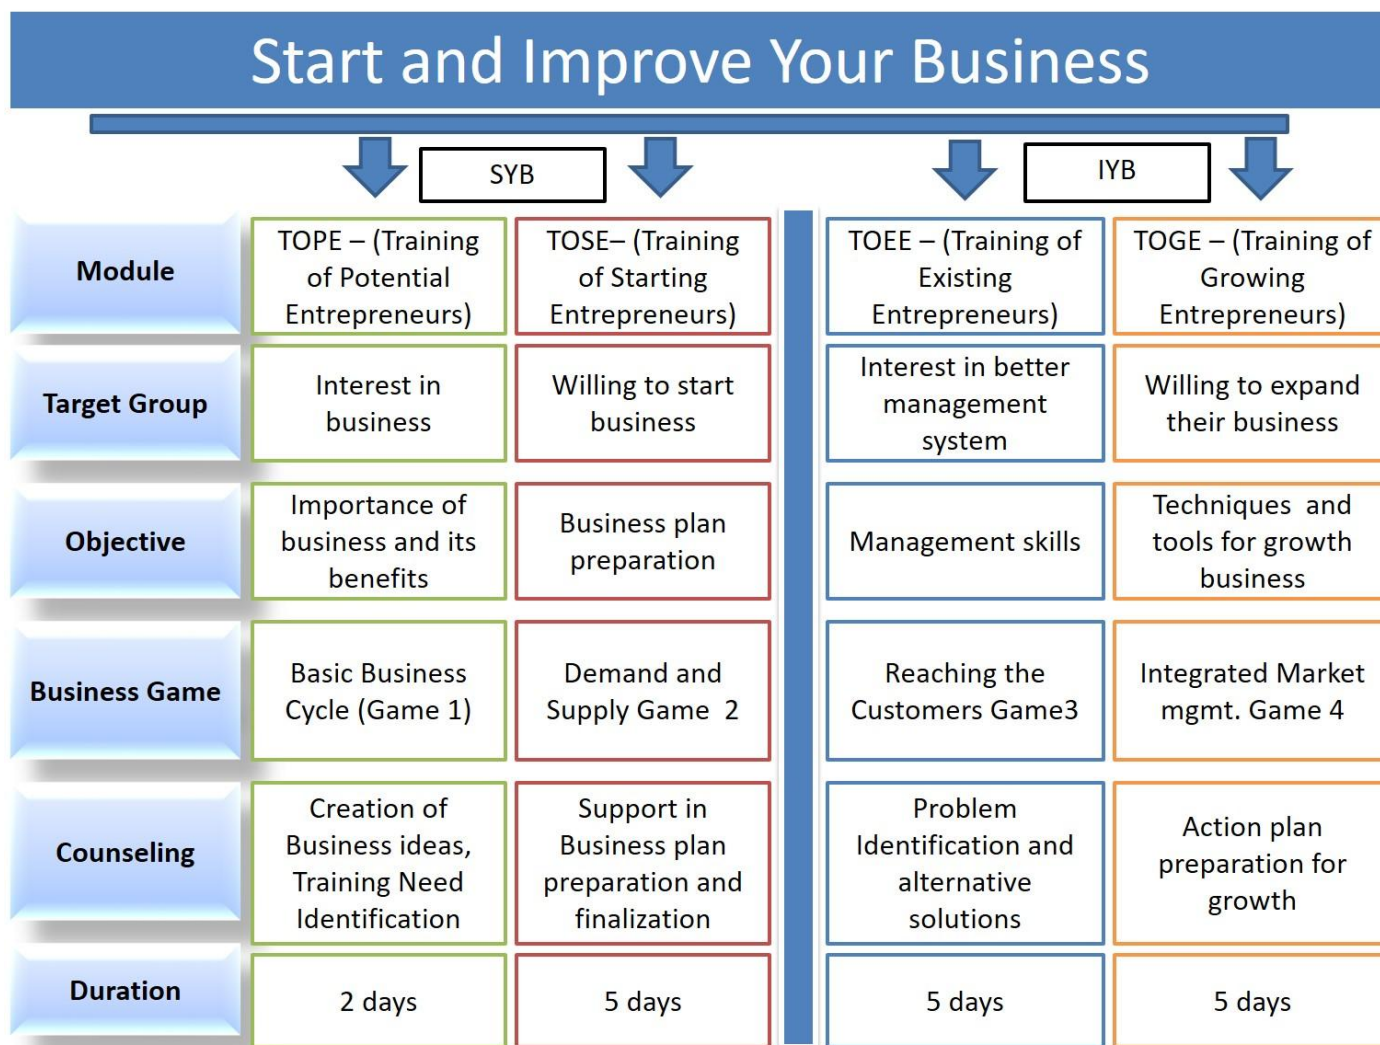 Start and Improve Your Business
SYB
IYB
Module
TOPE – (Training
of Potential
Entrepreneurs)
TOSE– (Training
of Starting
Entrepreneurs)
TOEE – (Training of
Existing
Entrepreneurs)
TOGE – (Training of
Growing
Entrepreneurs)
Target Group
Interest in
business
Willing to start
business
Interest in better
management
system
Willing to expand
their business
Objective
Importance of
business and its
benefits
Business plan
preparation
Management skills
Techniques and
tools for growth
business
Business Game
Basic Business
Cycle (Game 1)
Demand and
Supply Game 2
Reaching the
Customers Game3
Integrated Market
mgmt. Game 4
Counseling
Creation of
Business ideas,
Training Need
Identification
Support in
Business plan
preparation and
finalization
Problem
Identification and
alternative
solutions
Action plan
preparation for
growth
Duration
2 days
5 days
5 days
5 days